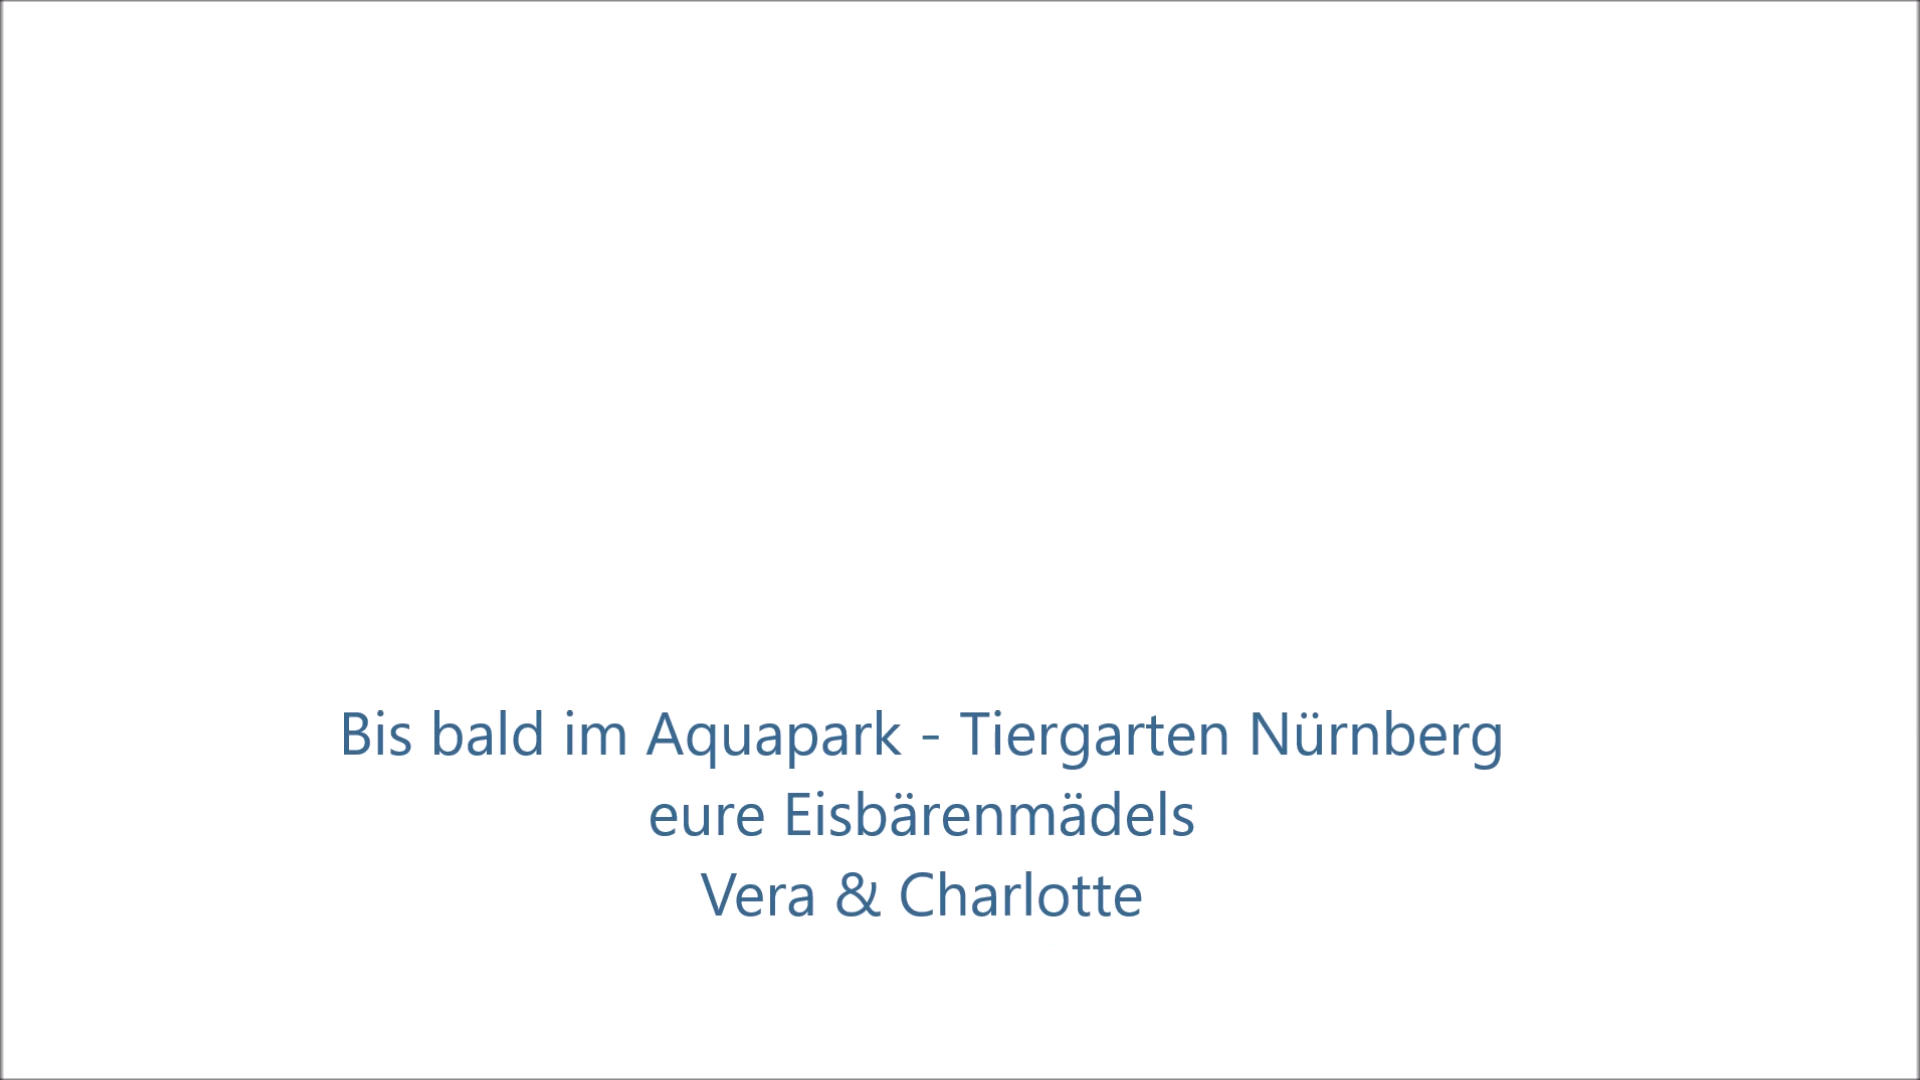 Bis bald im Aquapark - Tiergarten Nürnberg
eure Eisbärenmädels
Vera & Charlotte